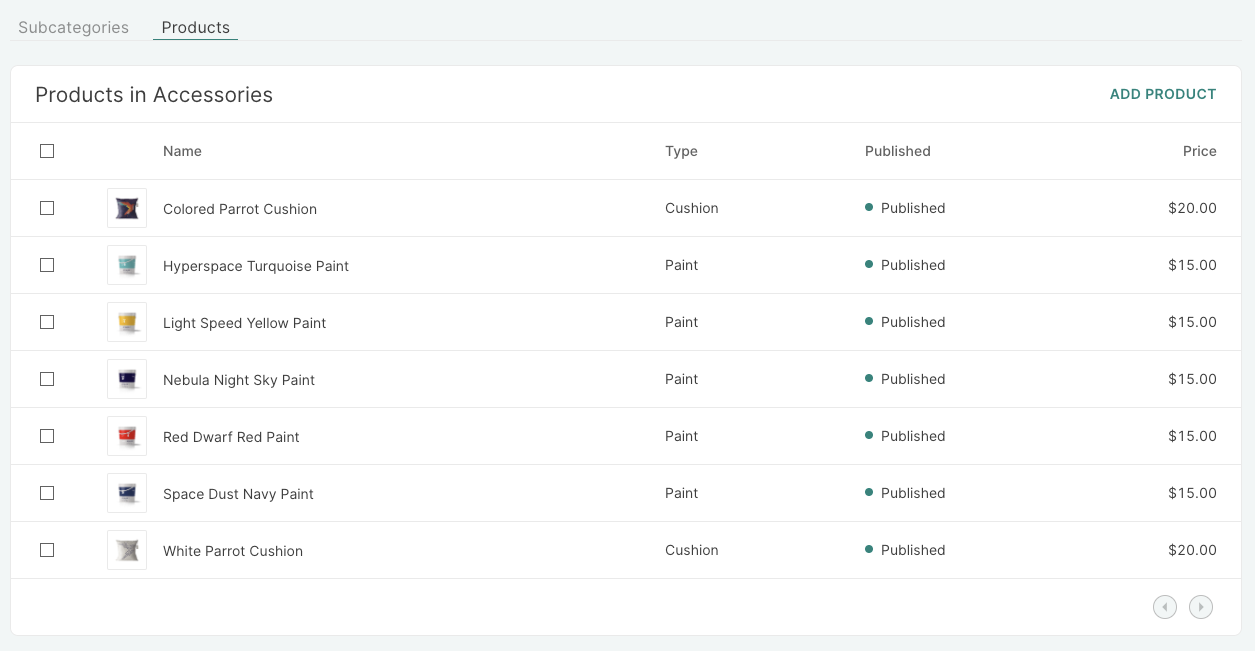 Subcategories Products
Products in Accessories ADD PRODUCT
Name Type Published Price
Colored Parrot Cushion Cushion Published $20.00
Hyperspace Turquoise Paint Paint Published $15.00
Light Speed Yellow Paint Paint Published $15.00
Nebula Night Sky Paint Paint Published $15.00
Red Dwarf Red Paint Paint Published $15.00
Space Dust Navy Paint Paint Published $15.00
White Parrot Cushion Cushion Published $20.00